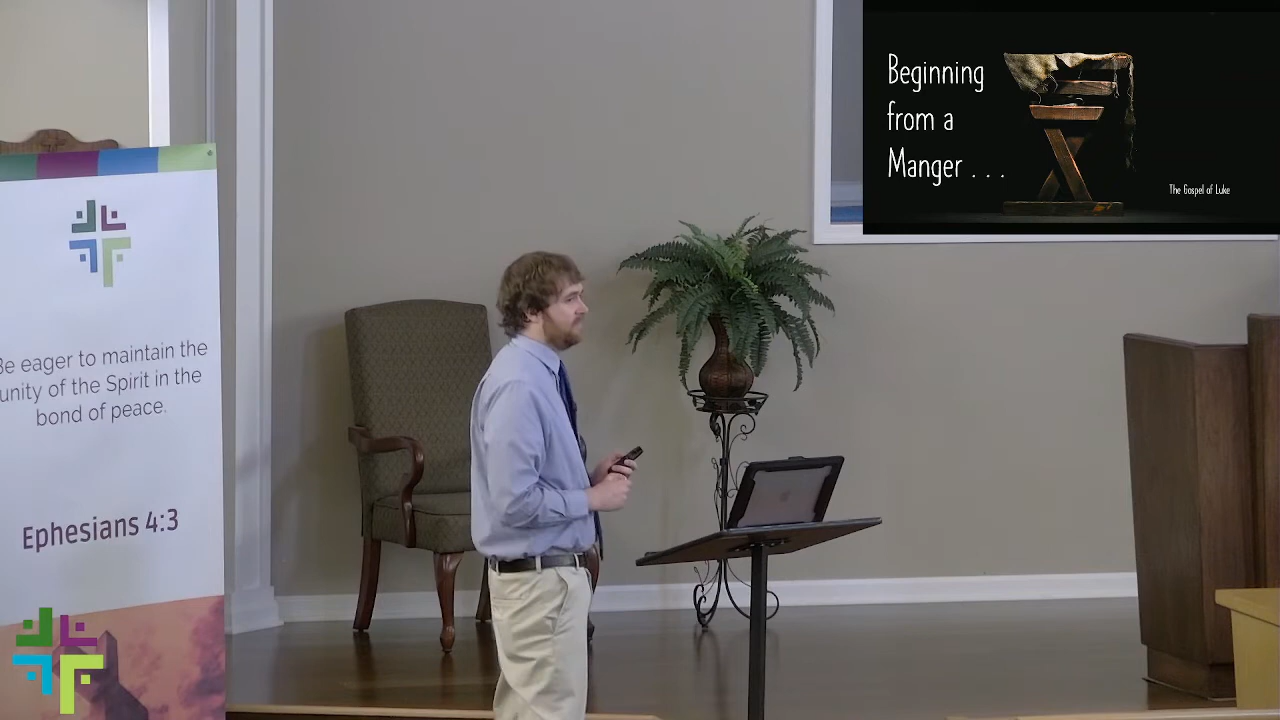 Beginning
from a
Manger . . .
The Gospel of Luke
Be eager to maintain the
unity of the Spirit in the
bond of peace.
Ephesians 4:3